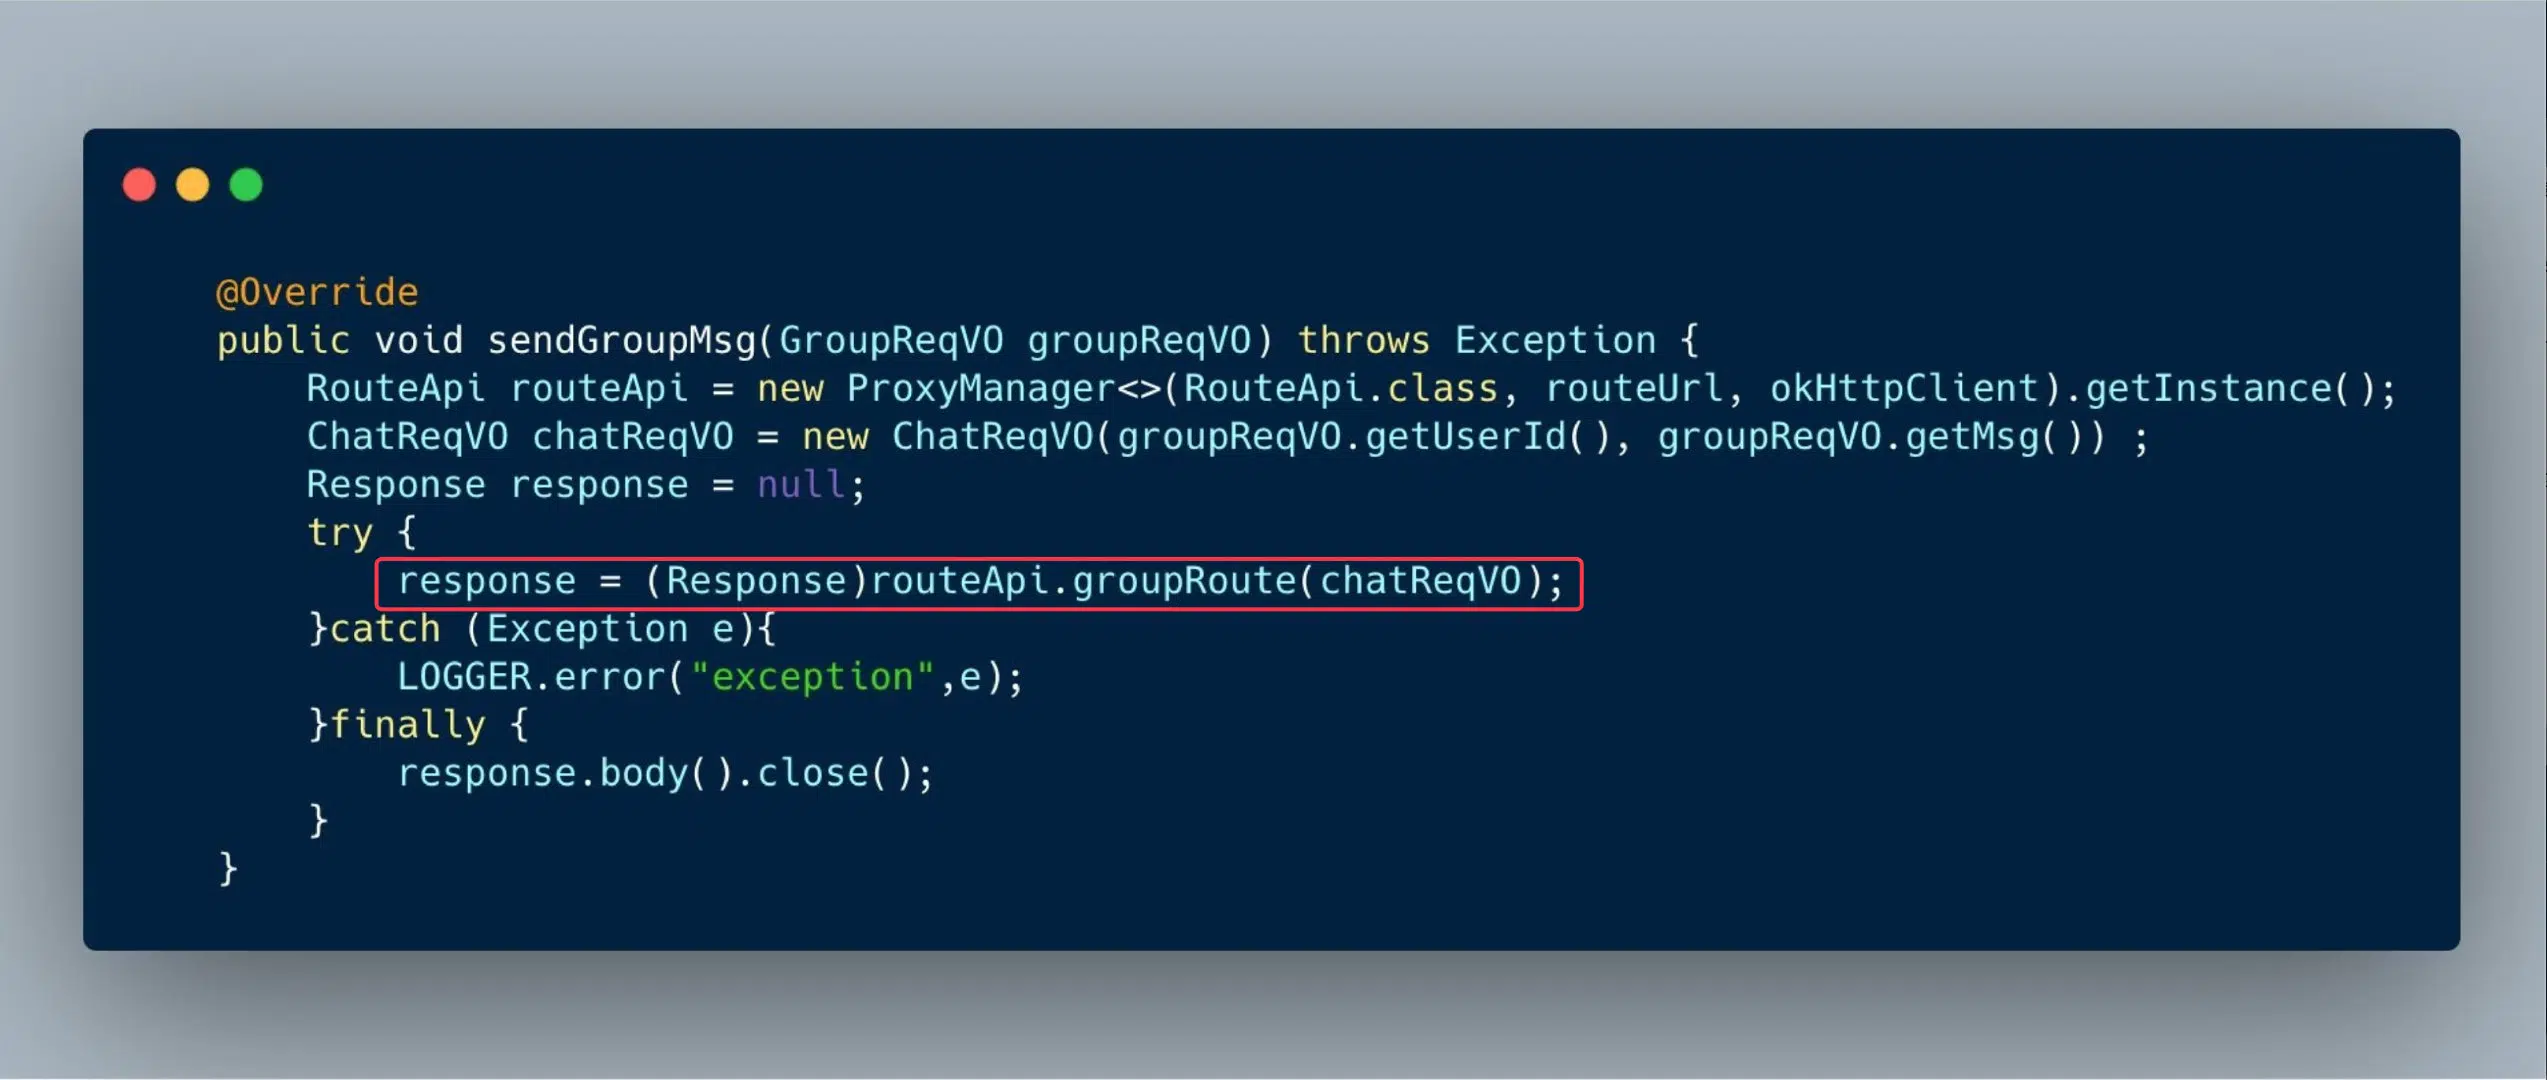 @Override
public void sendGroupMsg(GroupReqVO groupReqVO) throws Exception {
RouteApi routeApi = new ProxyManager<>(RouteApi.class, routeUrl, okHttpClient).getInstance();
ChatReqVO chatReqVO = new ChatReqVO(groupReqVO.getUserId(), groupReqVO.getMsg()) ;
Response response = null;
try {
response = (Response)routeApi.groupRoute(chatReqVO);
}catch (Exception e){
LOGGER.error("exception",e);
}finally {
response.body().close();
}
}